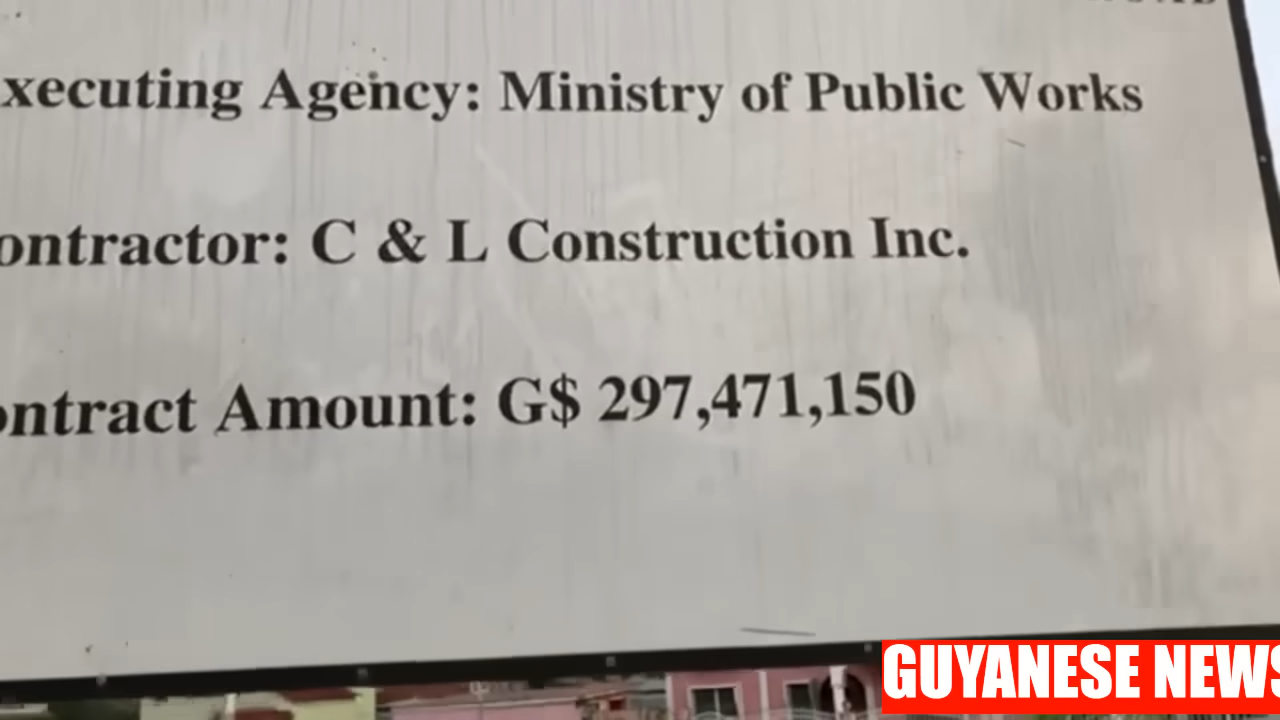 xecuting Agency: Ministry of Public Works
ontractor: C & L Construction Inc.
ontract Amount: G$ 297,471,150
GUYANESE NEWS